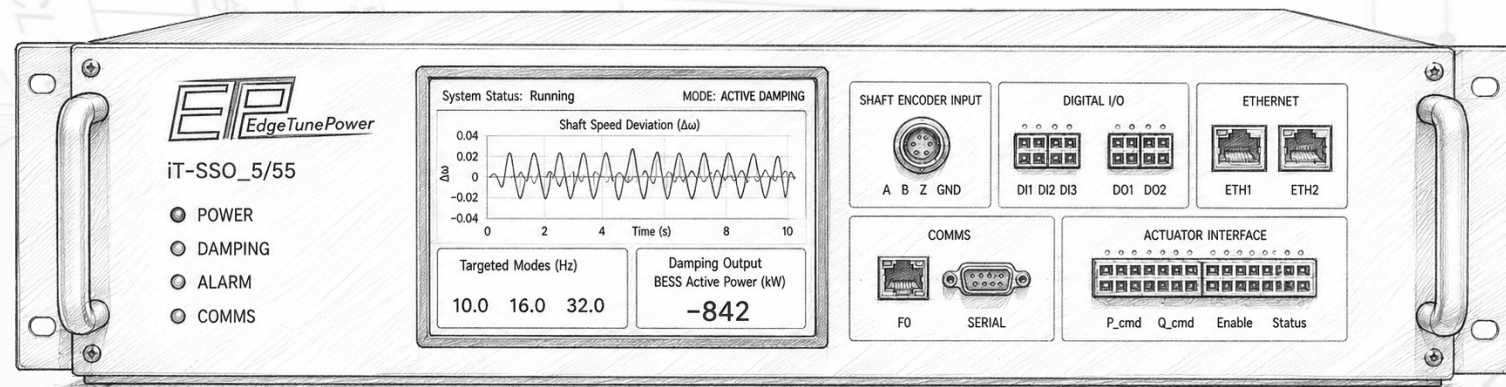 ETP
EdgeTunePower
iT-SSO_5/55
POWER
DAMPING
ALARM
COMMS
System Status: Running
MODE: ACTIVE DAMPING
Shaft Speed Deviation (Δω)
0.04
0.02
0
−0.02
−0.04
Δω
0 2 4 Time (s) 8 10
Targeted Modes (Hz)
10.0 16.0 32.0
Damping Output
BESS Active Power (kW)
−842
SHAFT ENCODER INPUT
A B Z GND
DIGITAL I/O
DI1 DI2 DI3 DO1 DO2
ETHERNET
ETH1 ETH2
COMMS
F0 SERIAL
ACTUATOR INTERFACE
P_cmd Q_cmd Enable Status